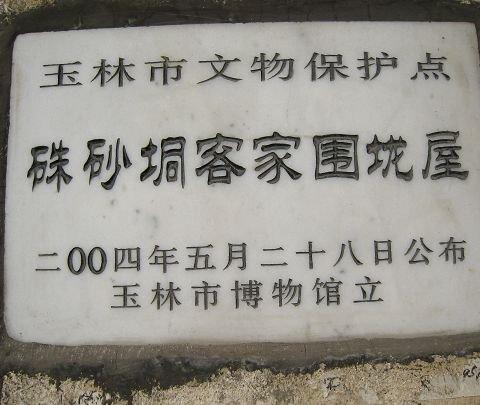 玉林市文物保护点
硃砂垌客家围垅屋
二00四年五月二十八日公布
玉林市博物馆立